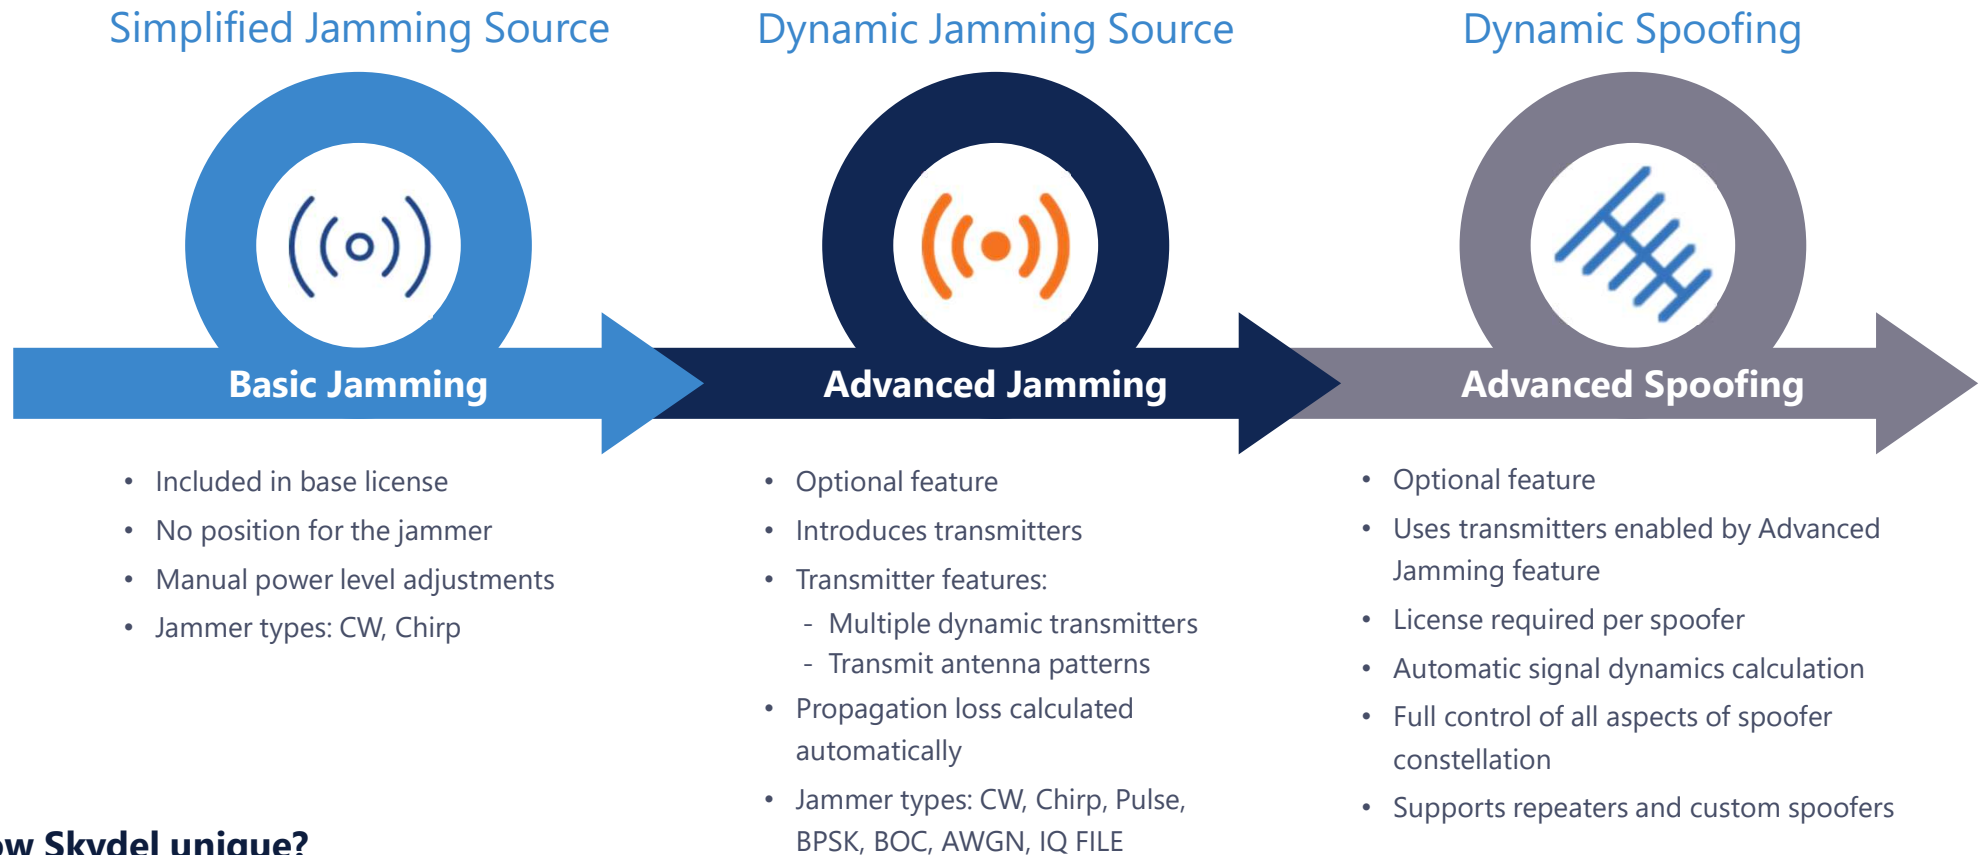 Simplified Jamming Source
Basic Jamming
• Included in base license
• No position for the jammer
• Manual power level adjustments
• Jammer types: CW, Chirp
Dynamic Jamming Source
Advanced Jamming
• Optional feature
• Introduces transmitters
• Transmitter features:
- Multiple dynamic transmitters
- Transmit antenna patterns
• Propagation loss calculated
automatically
• Jammer types: CW, Chirp, Pulse,
BPSK, BOC, AWGN, IQ FILE
Dynamic Spoofing
Advanced Spoofing
• Optional feature
• Uses transmitters enabled by Advanced
Jamming feature
• License required per spoofer
• Automatic signal dynamics calculation
• Full control of all aspects of spoofer
constellation
• Supports repeaters and custom spoofers
ow Skydel unique?